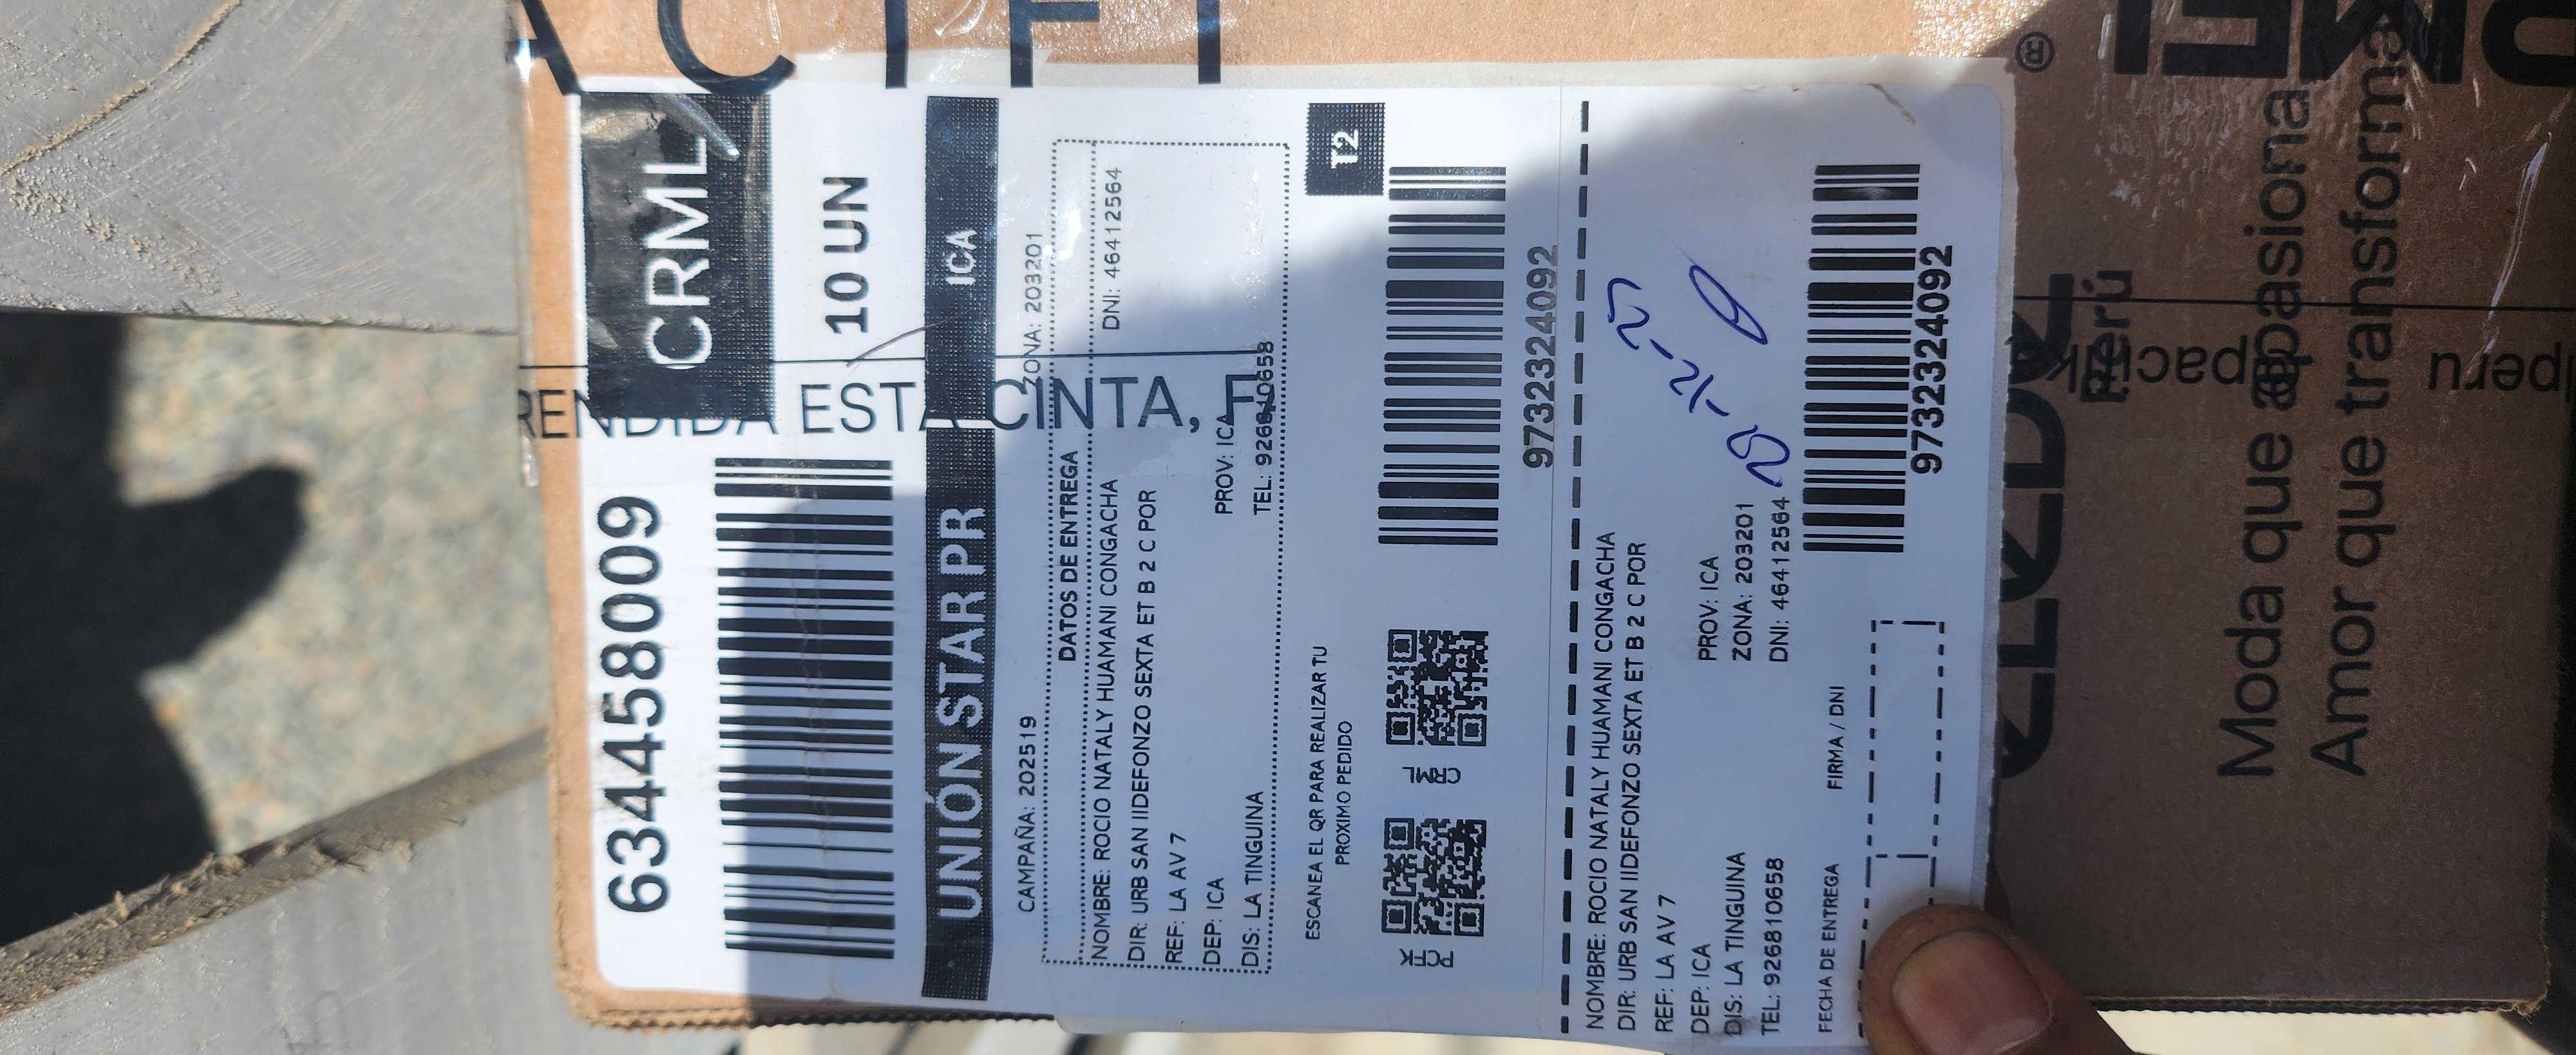 ACIFI
6344458009
CRML
10 UN
RENDIDA ESTA CINTA,
UNIÓN STAR PR ICA
CAMPAÑA: 202519 ZONA: 203201
DATOS DE ENTREGA
NOMBRE: ROCIO NATALY HUAMANI CONGACHA DNI: 46412564
DIR: URB SAN IIDEFONZO SEXTA ET B 2 C POR
REF: LA AV 7
DEP: ICA PROV: ICA
DIS: LA TINGUINA TEL: 926810658
ESCANEA EL QR PARA REALIZAR TU
PROXIMO PEDIDO
T2
PCFK
CRML
9732324092
NOMBRE: ROCIO NATALY HUAMANI CONGACHA
DIR: URB SAN IIDEFONZO SEXTA ET B 2 C POR
REF: LA AV 7
DEP: ICA PROV: ICA
DIS: LA TINGUINA ZONA: 203201
TEL: 926810658 DNI: 46412564
FECHA DE ENTREGA FIRMA / DNI
9732324092
®
Perú
Moda que apasiona
Amor que transforma
peru